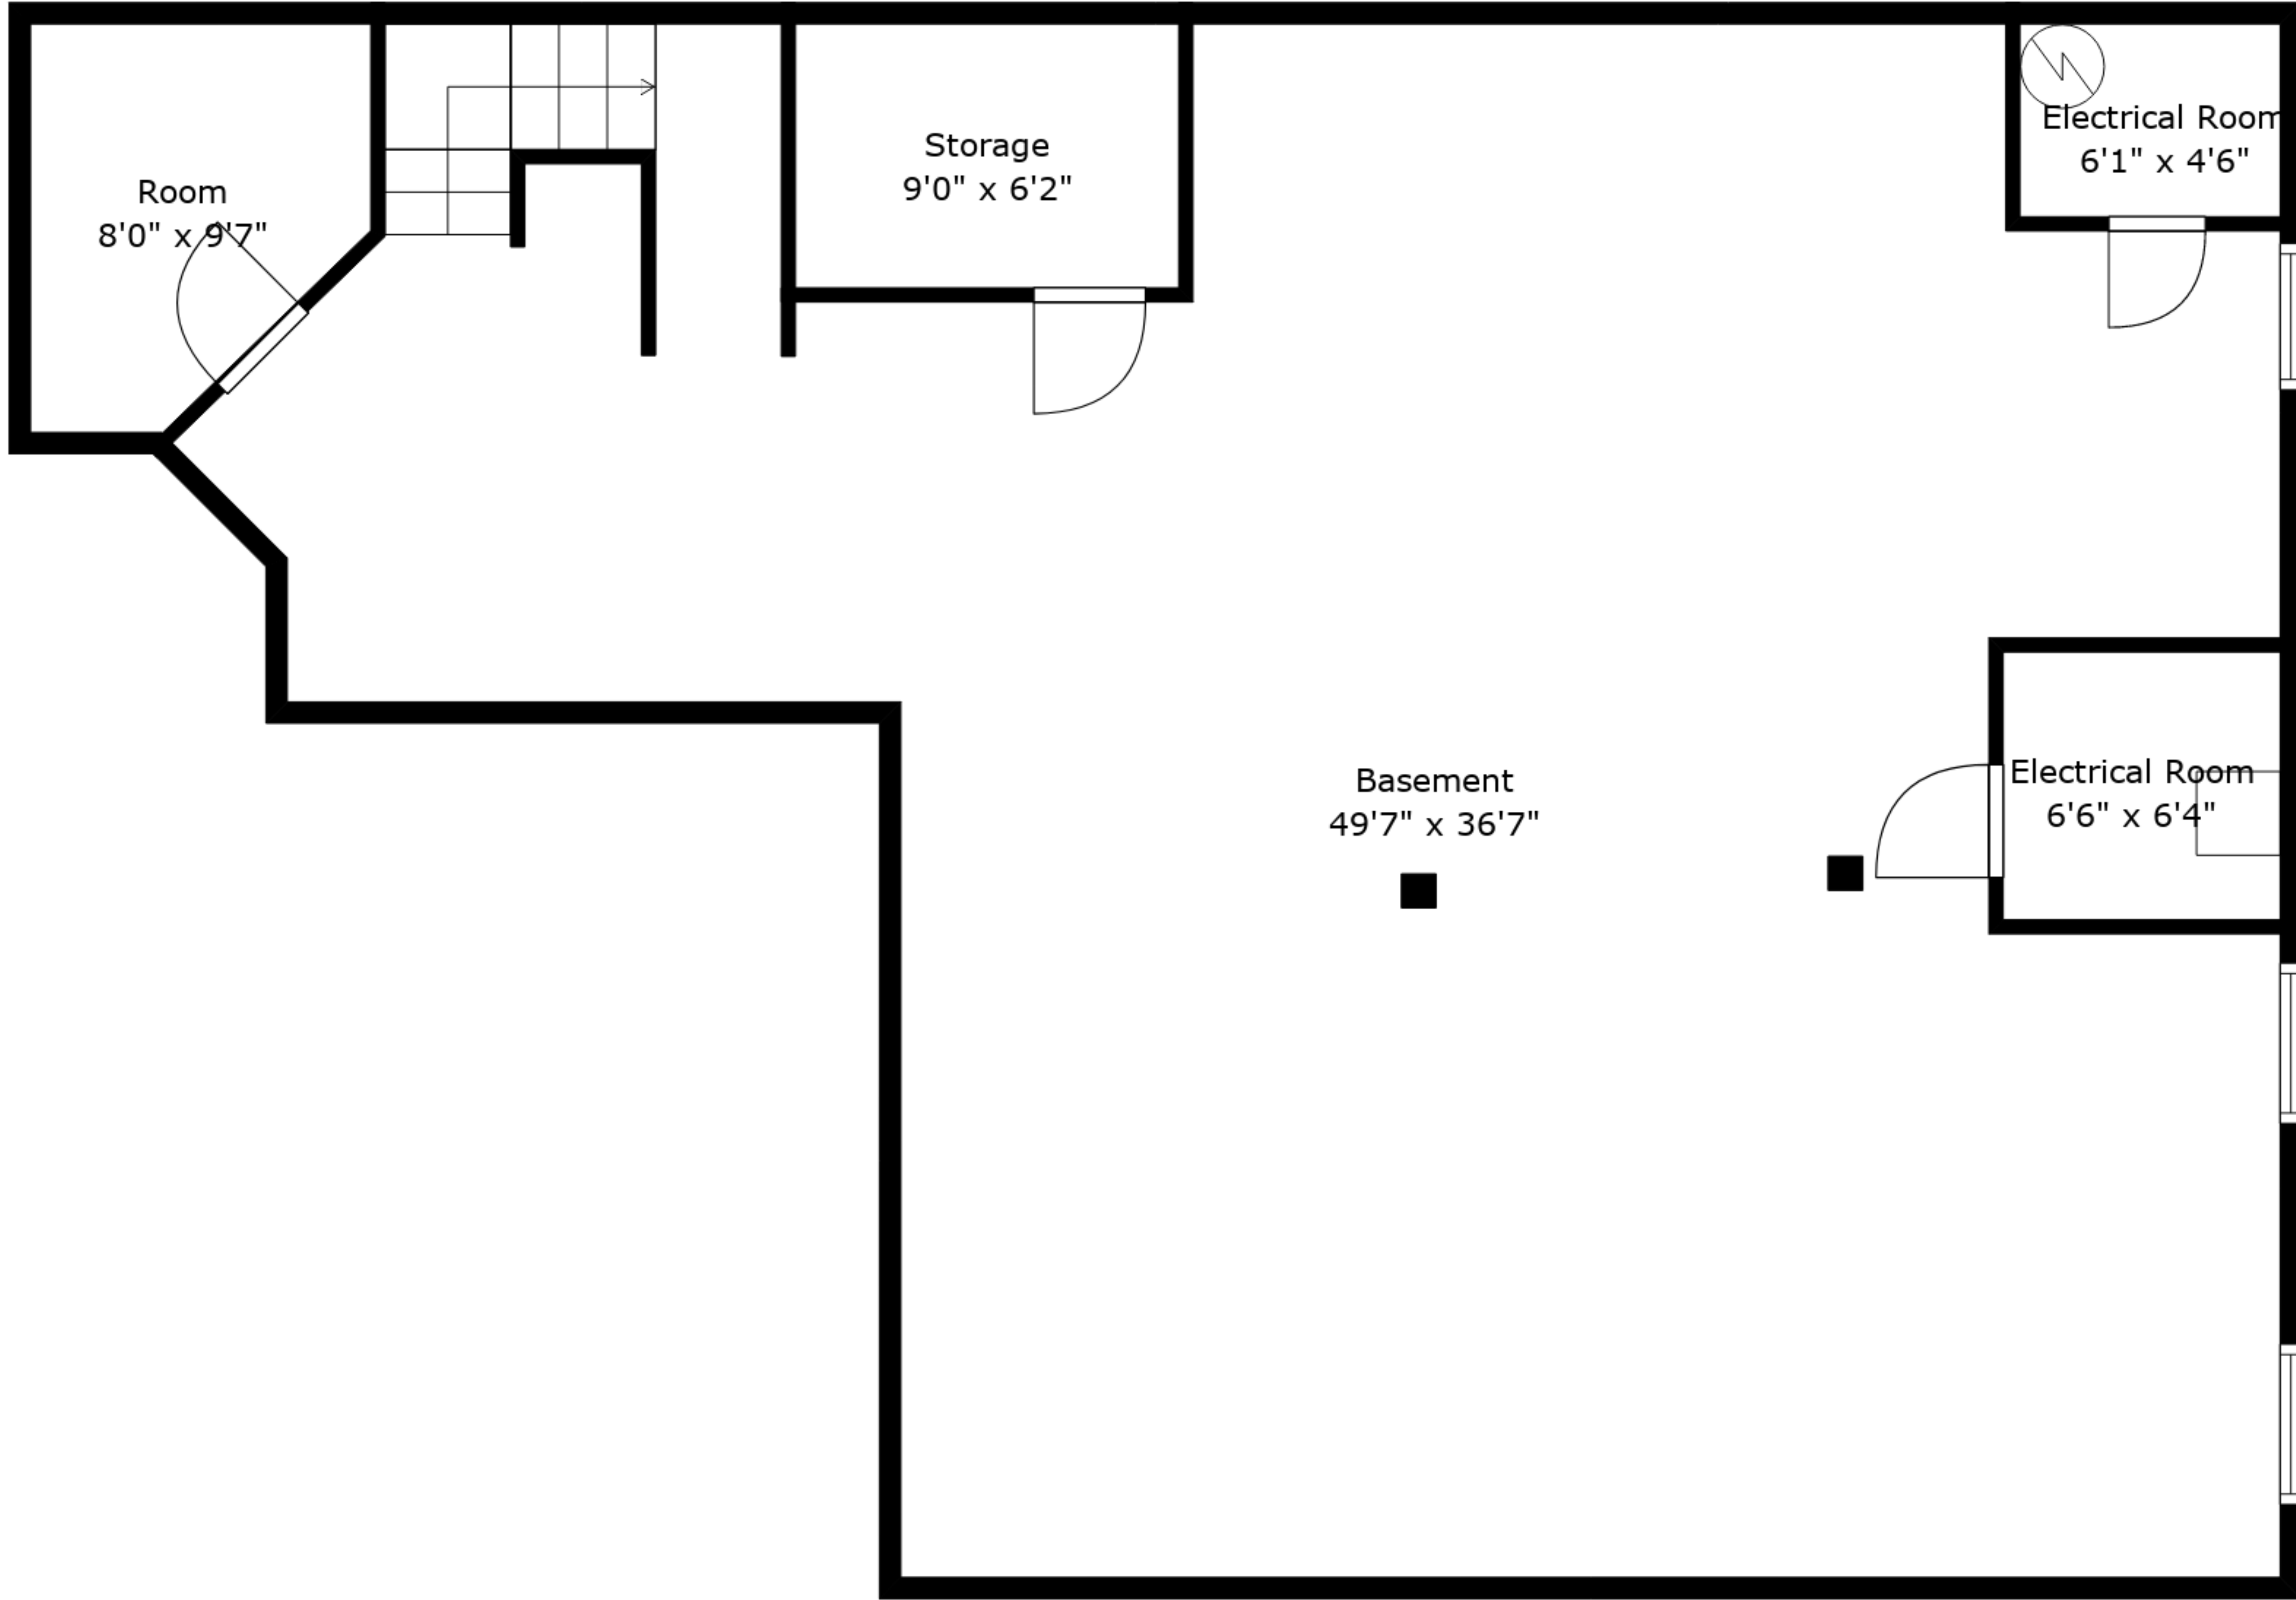 Room
8'0" x 9'7"
Storage
9'0" x 6'2"
Electrical Room
6'1" x 4'6"
Basement
49'7" x 36'7"
Electrical Room
6'6" x 6'4"